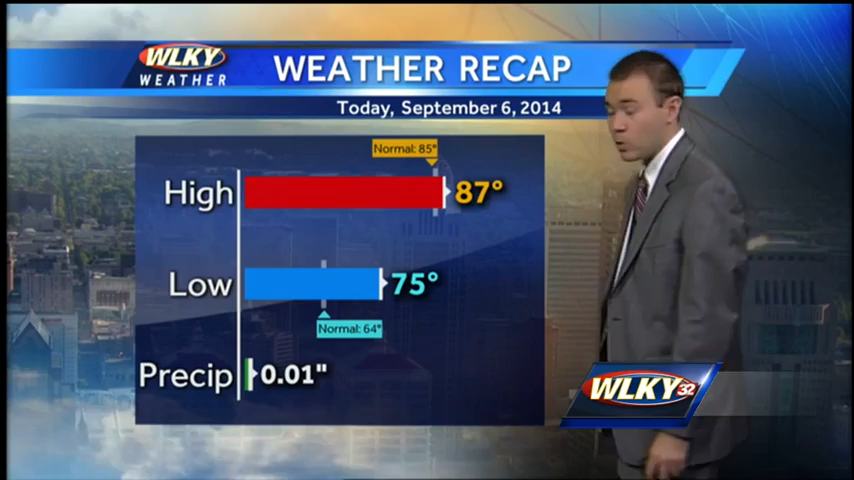 WLKY
WEATHER
WEATHER RECAP
Today, September 6, 2014
Normal: 85°
High 87°
Low 75°
Normal: 64°
Precip 0.01"
WLKY 32